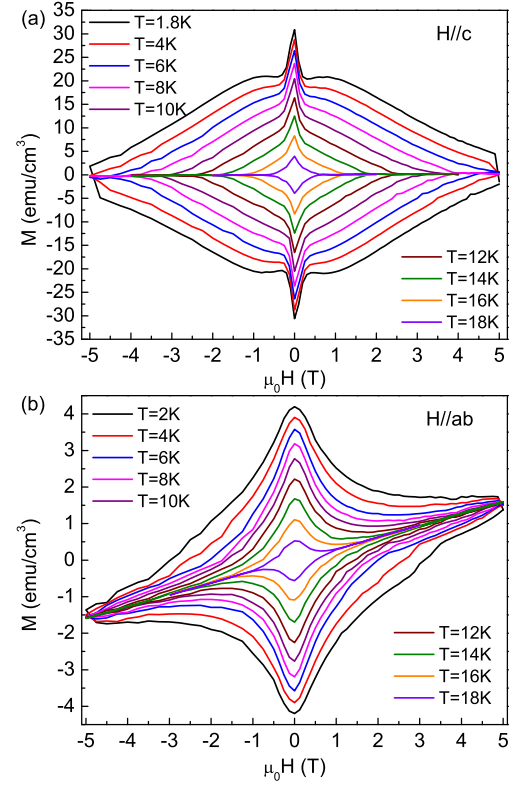 (a)
H//c
T=1.8K
T=4K
T=6K
T=8K
T=10K
T=12K
T=14K
T=16K
T=18K
M (emu/cm³)
35
30
25
20
15
10
5
0
-5
-10
-15
-20
-25
-30
-35
-5 -4 -3 -2 -1 0 1 2 3 4 5
μ₀H (T)
(b)
H//ab
T=2K
T=4K
T=6K
T=8K
T=10K
T=12K
T=14K
T=16K
T=18K
M (emu/cm³)
4
3
2
1
0
-1
-2
-3
-4
-5 -4 -3 -2 -1 0 1 2 3 4 5
μ₀H (T)